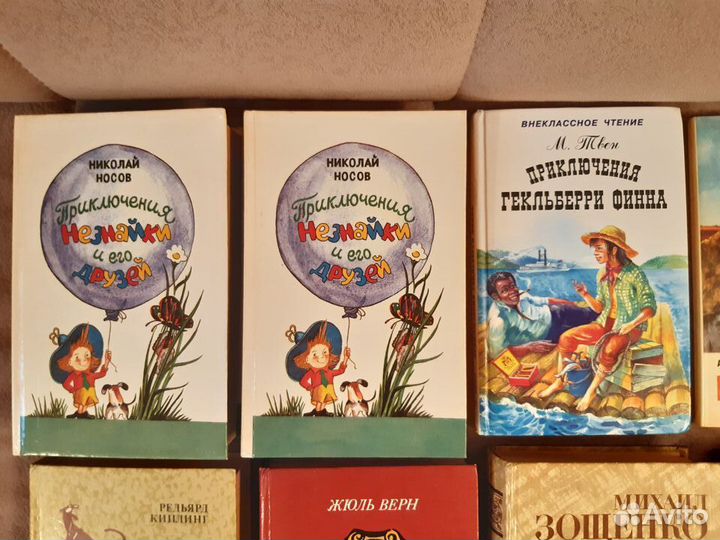 НИКОЛАЙ
НОСОВ
Приключения
Незнайки
и его
друзей
НИКОЛАЙ
НОСОВ
Приключения
Незнайки
и его
друзей
ВНЕКЛАССНОЕ ЧТЕНИЕ
М. Твен
ПРИКЛЮЧЕНИЯ
ГЕКЛЬБЕРРИ ФИННА
РЕДЬЯРД
КИПЛИНГ
ЖЮЛЬ ВЕРН
МИХАИЛ
ЗОЩЕНКО
Avito